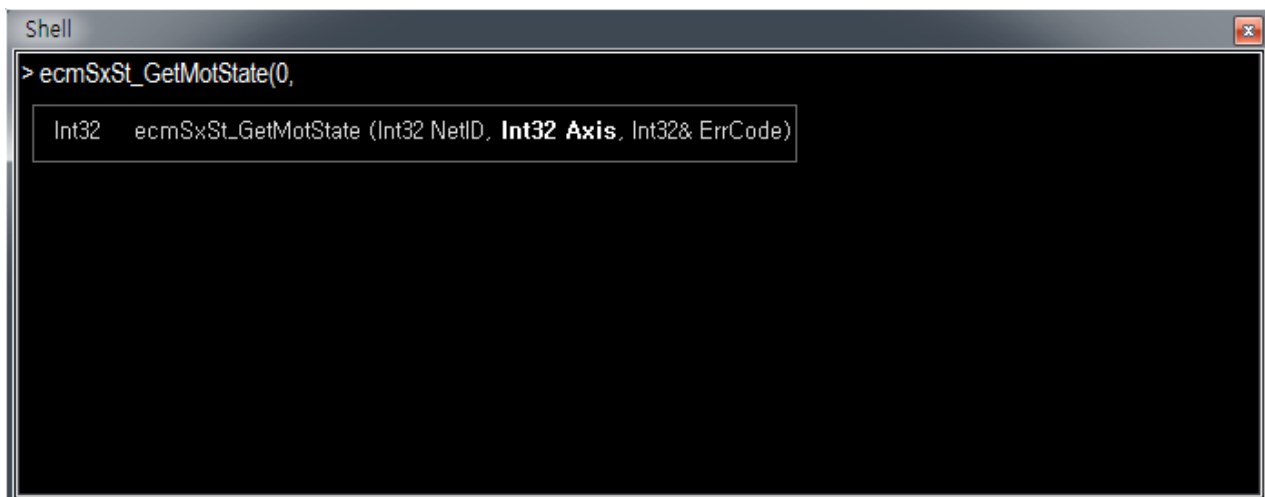 Shell
> ecmSxSt_GetMotState(0,
Int32 ecmSxSt_GetMotState (Int32 NetID, Int32 Axis, Int32& ErrCode)